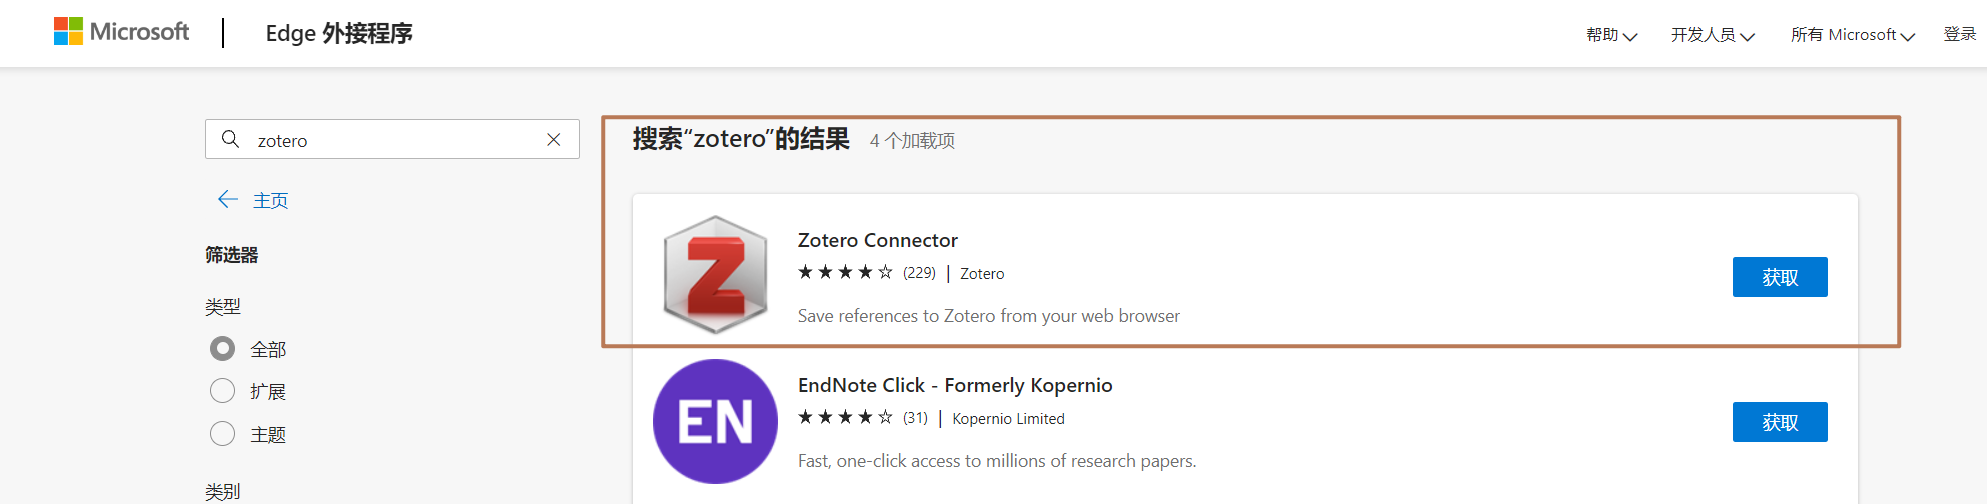 Microsoft
Edge 外接程序
帮助
开发人员
所有 Microsoft
登录
zotero
主页
筛选器
类型
全部
扩展
主题
类别
搜索“zotero”的结果 4 个加载项
Z
Zotero Connector
(229) | Zotero
Save references to Zotero from your web browser
获取
EN
EndNote Click - Formerly Kopernio
(31) | Kopernio Limited
Fast, one-click access to millions of research papers.
获取